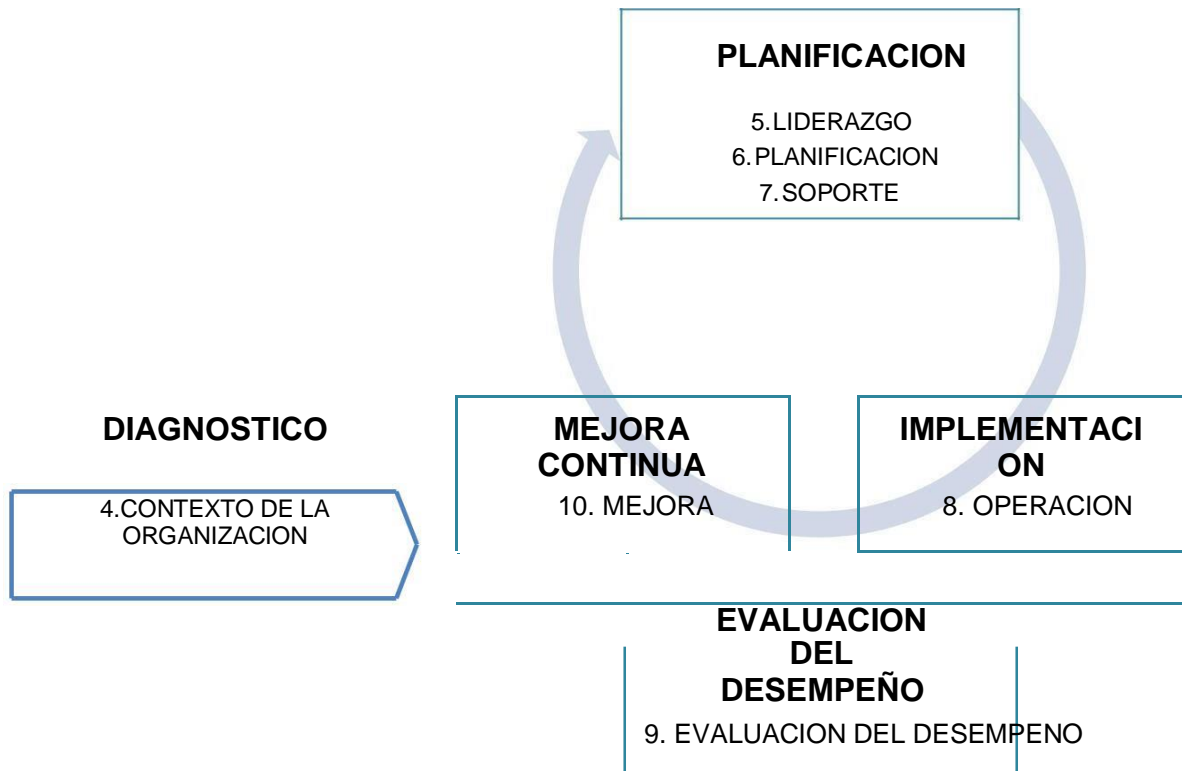 PLANIFICACION
5.LIDERAZGO
6.PLANIFICACION
7.SOPORTE
DIAGNOSTICO
4.CONTEXTO DE LA
ORGANIZACION
MEJORA
CONTINUA
10. MEJORA
IMPLEMENTACI
ON
8. OPERACION
EVALUACION
DEL
DESEMPEÑO
9. EVALUACION DEL DESEMPENO